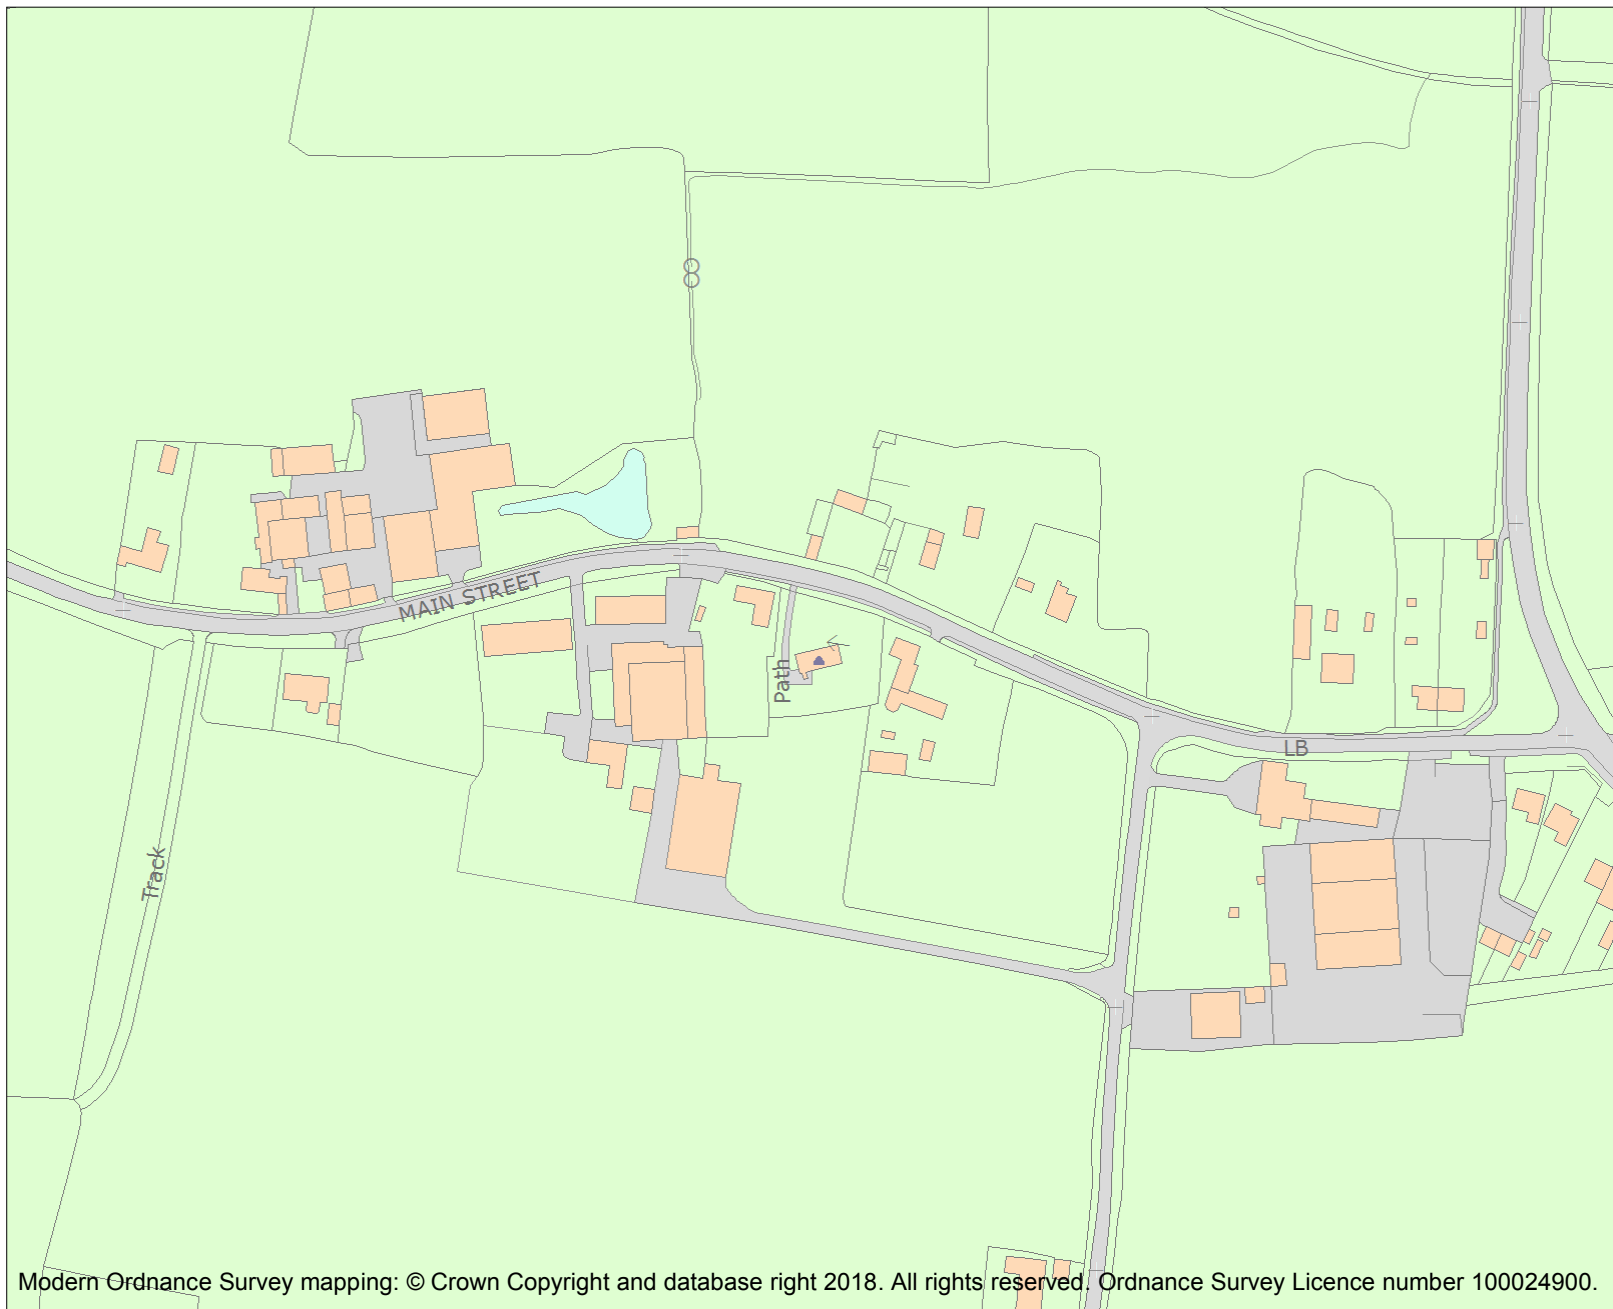 MAIN STREET
Path
LB
Track
Modern Ordnance Survey mapping: © Crown Copyright and database right 2018. All rights reserved. Ordnance Survey Licence number 100024900.